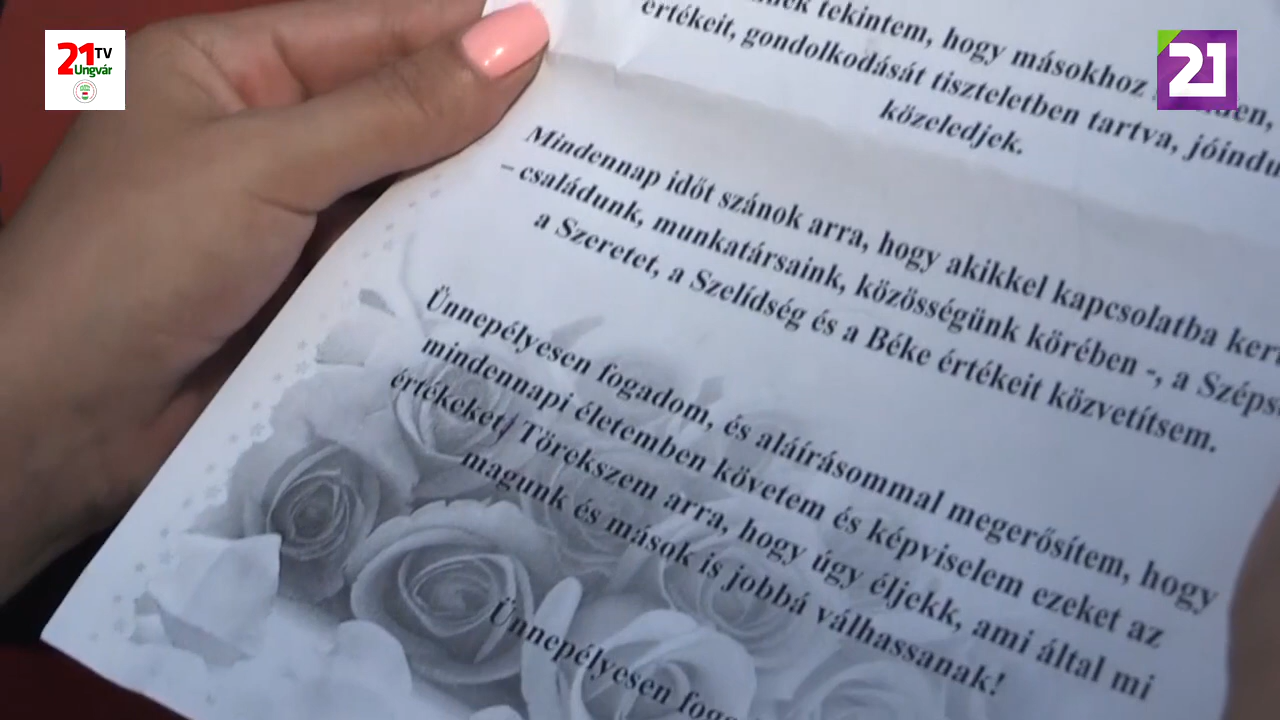 21 TV
Ungvár
21
tekintem, hogy másokhoz
értékeit, gondolkodását tiszteletben tartva, jóindu
közeledjek.
Mindennap időt szánok arra, hogy akikkel kapcsolatba ker
– családunk, munkatársaink, közösségünk körében -, a Széps
a Szeretet, a Szelídség és a Béke értékeit közvetítsem.
Ünnepélyesen fogadom, és aláírásommal megerősítem, hogy
mindennapi életemben követem és képviselem ezeket az
értékeket! Törekszem arra, hogy úgy éljekk, ami által mi
magunk és mások is jobbá válhassanak!
Ünnepélyesen foga